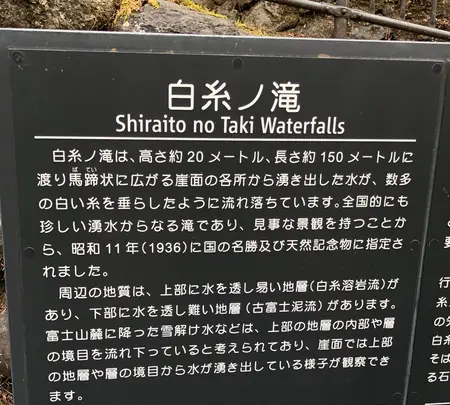 白糸ノ滝
Shiraito no Taki Waterfalls
白糸ノ滝は、高さ約20メートル、長さ約150メートルに
ばてい
渡り馬蹄状に広がる崖面の各所から湧き出した水が、数多
の白い糸を垂らしたように流れ落ちています。全国的にも
珍しい湧水からなる滝であり、見事な景観を持つことか
ら、昭和11年(1936)に国の名勝及び天然記念物に指定さ
れました。
周辺の地質は、上部に水を透し易い地層(白糸溶岩流)が
あり、下部に水を透し難い地層(古富士泥流)があります。
富士山麓に降った雪解け水などは、上部の地層の内部や層
の境目を流れ下っていると考えられており、崖面では上部
の地層や層の境目から水が湧き出している様子が観察でき
ます。
行
糸
の
白糸
そば
る石